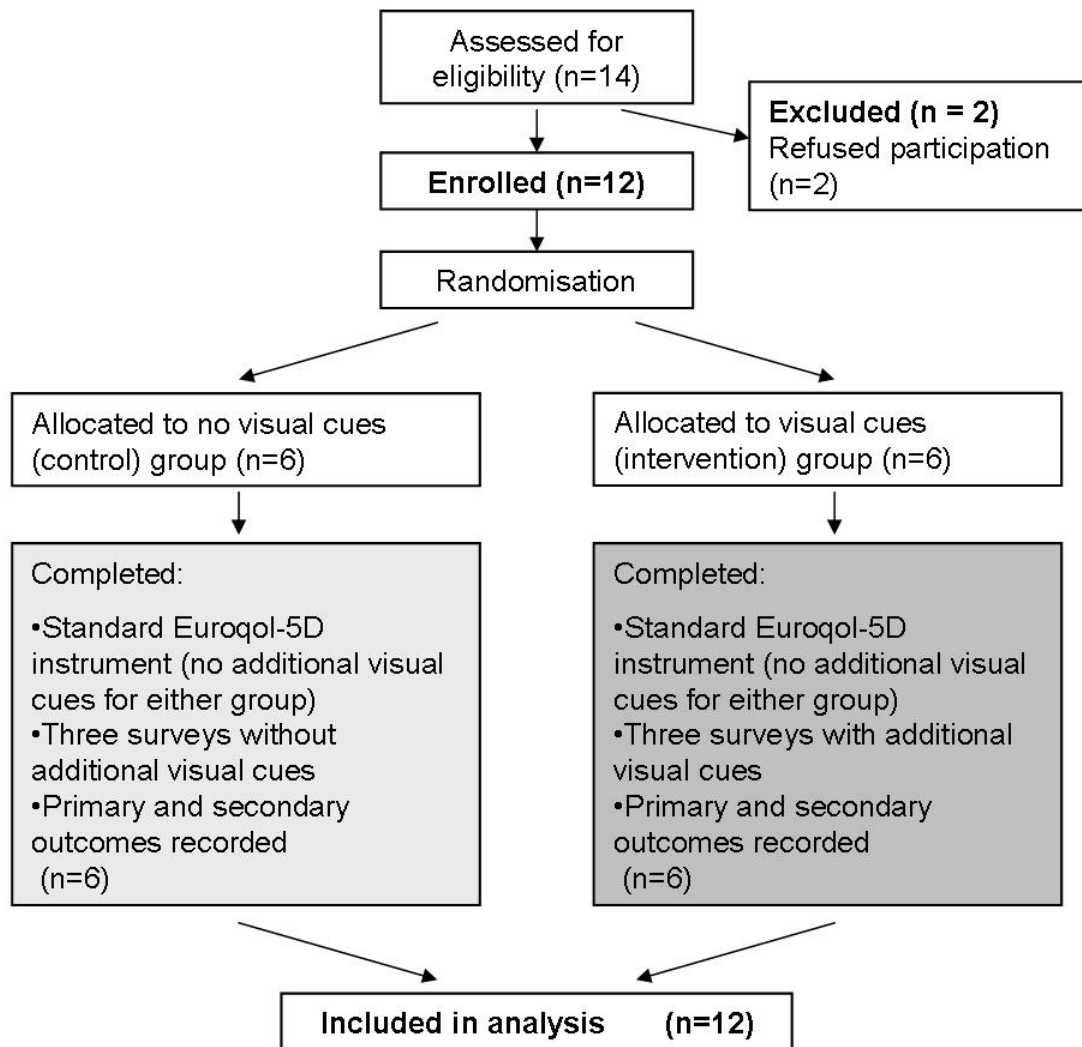 Assessed for
eligibility (n=14)
Excluded (n = 2)
Refused participation
(n=2)
Enrolled (n=12)
Randomisation
Allocated to no visual cues
(control) group (n=6)
Allocated to visual cues
(intervention) group (n=6)
Completed:
•Standard Euroqol-5D
instrument (no additional visual
cues for either group)
•Three surveys without
additional visual cues
•Primary and secondary
outcomes recorded
(n=6)
Completed:
•Standard Euroqol-5D
instrument (no additional visual
cues for either group)
•Three surveys with additional
visual cues
•Primary and secondary
outcomes recorded
(n=6)
Included in analysis (n=12)